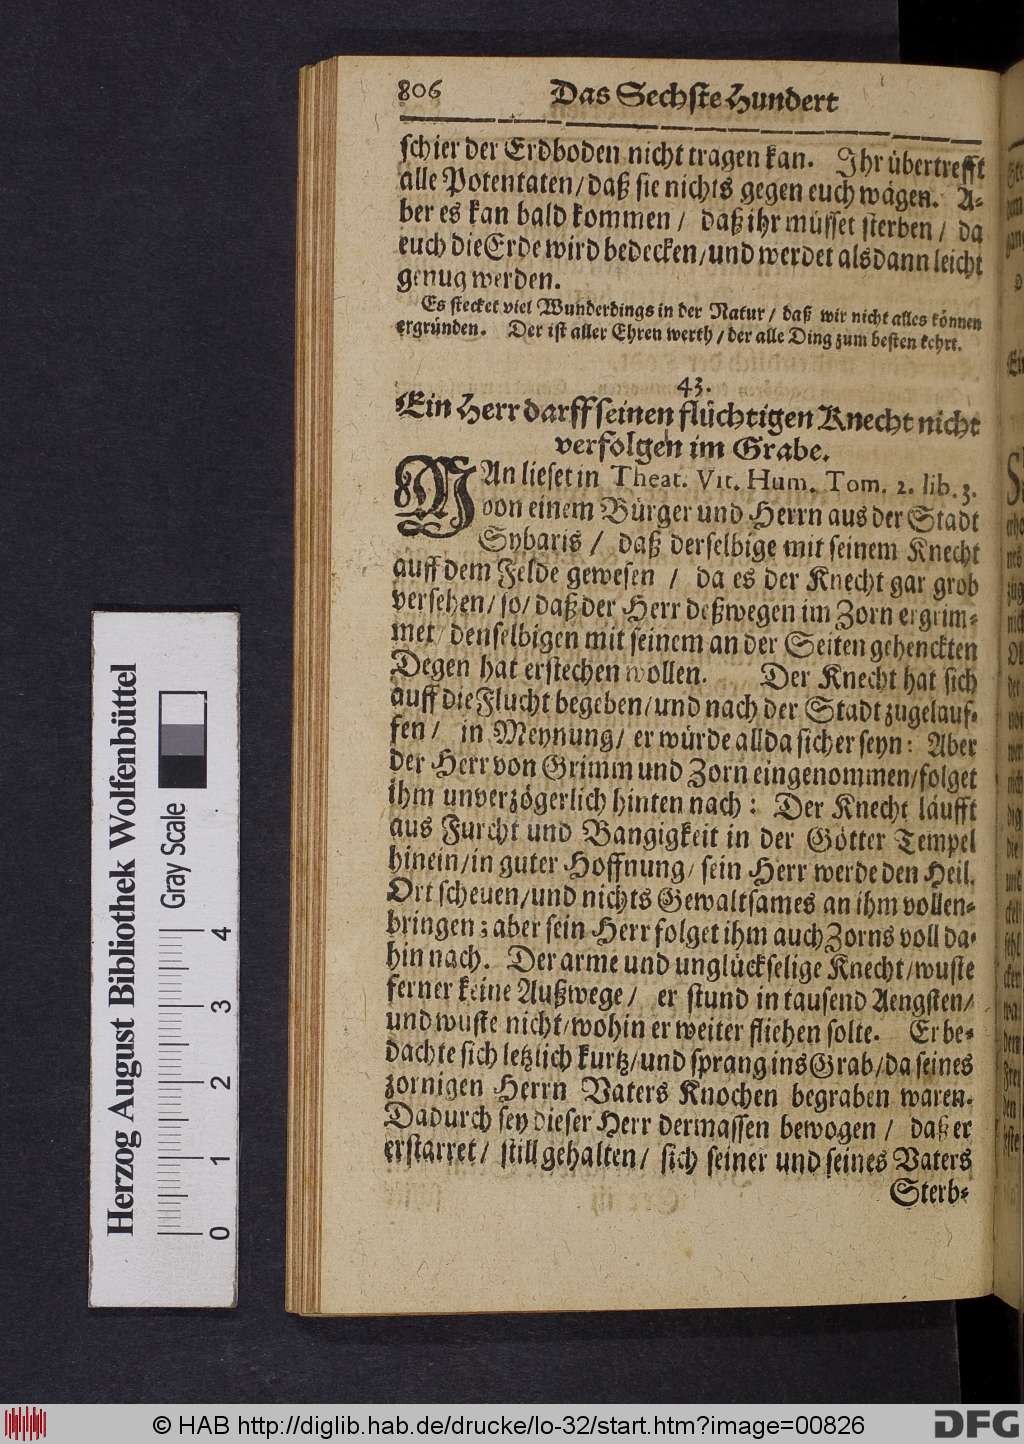 806 Das Sechste Hundert
schier der Erdboden nicht tragen kan. Ihr übertrefft
alle Potentaten/ daß sie nichts gegen euch wägen. A-
ber es kan bald kommen / daß ihr müsset sterben / da
euch die Erde wird bedecken/ und werdet alsdann leicht
genug werden.
Es stecket viel Wunderdings in der Natur / daß wir nicht alles können
ergründen. Der ist aller Ehren werth / der alle Ding zum besten kehrt.
43.
Ein Herr darff seinen flüchtigen Knecht nicht
verfolgen im Grabe.
MAn lieset in Theat. Vit. Hum. Tom. 2. lib. 3.
von einem Bürger und Herrn aus der Stadt
Sybaris / daß derselbige mit seinem Knecht
auff dem Felde gewesen / da es der Knecht gar grob
versehen/ so/ daß der Herr deßwegen im Zorn ergrim-
met/ denselbigen mit seinem an der Seiten gehenckten
Degen hat erstechen wollen. Der Knecht hat sich
auff die Flucht begeben/ und nach der Stadt zugelauf-
fen / in Meynung/ er würde allda sicher seyn: Aber
der Herr von Grimm und Zorn eingenommen/ folget
ihm unverzögerlich hinten nach: Der Knecht läufft
aus Furcht und Bangigkeit in der Götter Tempel
hinein/ in guter Hoffnung/ sein Herr werde den Heil.
Ort scheuen/ und nichts Gewaltsames an ihm vollen-
bringen; aber sein Herr folget ihm auch Zorns voll da-
hin nach. Der arme und unglückselige Knecht/ wuste
ferner keine Außwege / er stund in tausend Aengsten/
und wuste nicht/ wohin er weiter fliehen solte. Er be-
dachte sich letzlich kurtz/ und sprang ins Grab/ da seines
zornigen Herrn Vaters Knochen begraben waren.
Dadurch sey dieser Herr dermassen bewogen / daß er
erstarret / still gehalten / sich seiner und seines Vaters
Sterb-
Herzog August Bibliothek Wolfenbüttel
Gray Scale
0 1 2 3 4
© HAB http://diglib.hab.de/drucke/lo-32/start.htm?image=00826
DFG